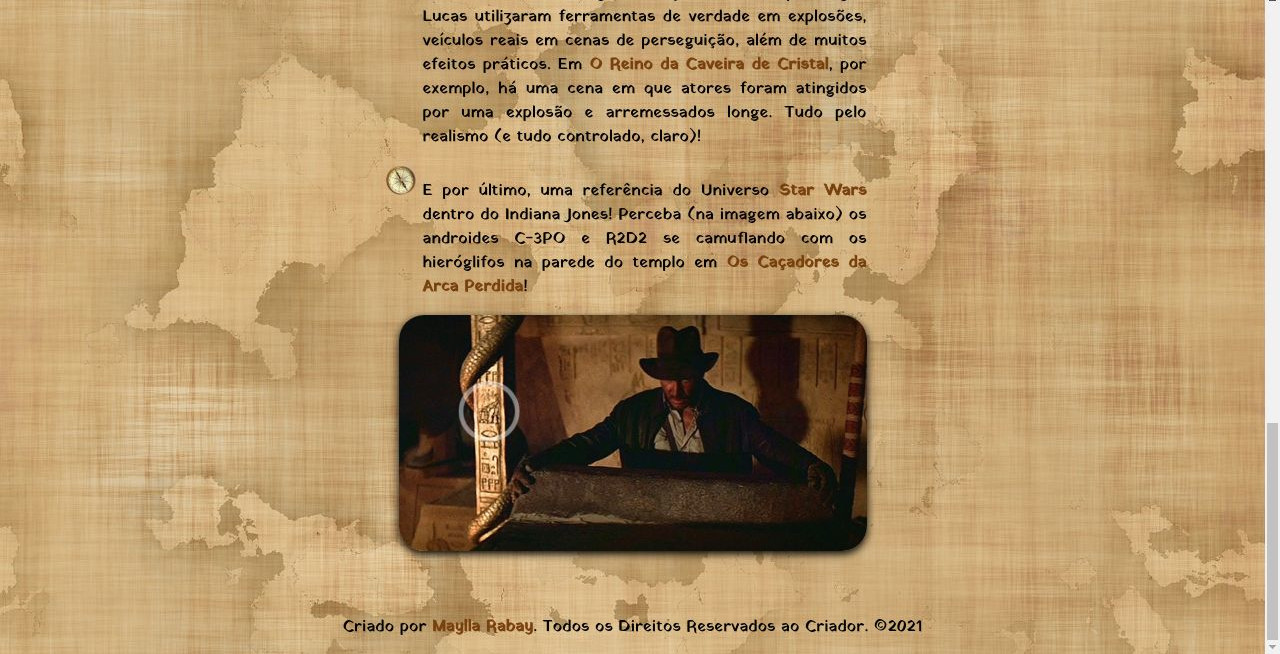 Lucas utilizaram ferramentas de verdade em explosões,
veículos reais em cenas de perseguição, além de muitos
efeitos práticos. Em O Reino da Caveira de Cristal, por
exemplo, há uma cena em que atores foram atingidos
por uma explosão e arremessados longe. Tudo pelo
realismo (e tudo controlado, claro)!
E por último, uma referência do Universo Star Wars
dentro do Indiana Jones! Perceba (na imagem abaixo) os
androides C-3PO e R2D2 se camuflando com os
hieróglifos na parede do templo em Os Caçadores da
Arca Perdida!
Criado por Maylla Rabay. Todos os Direitos Reservados ao Criador. ©2021